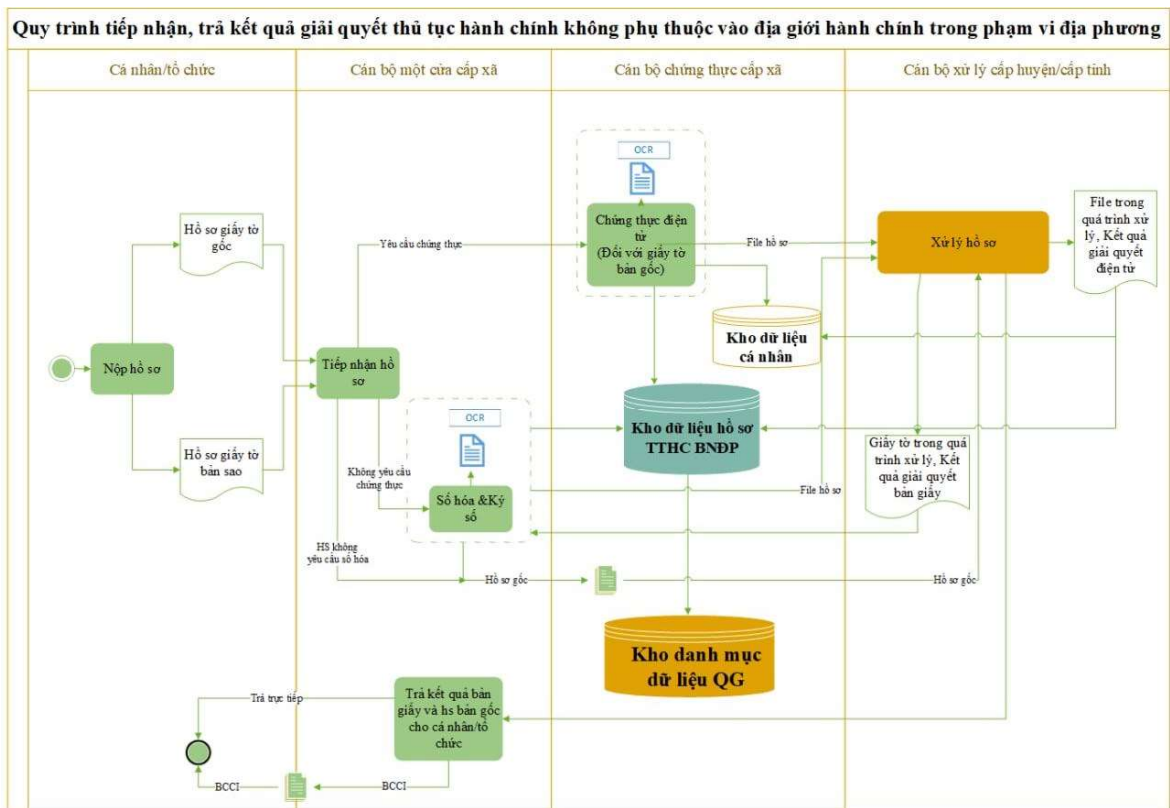 Quy trình tiếp nhận, trả kết quả giải quyết thủ tục hành chính không phụ thuộc vào địa giới hành chính trong phạm vi địa phương
Cá nhân/tổ chức
Cán bộ một cửa cấp xã
Cán bộ chứng thực cấp xã
Cán bộ xử lý cấp huyện/cấp tỉnh
OCR
Hồ sơ giấy tờ
gốc
Yêu cầu chứng thực
Chứng thực điện
tử
(Đối với giấy tờ
bản gốc)
File hồ sơ
Xử lý hồ sơ
File trong
quá trình xử
lý, Kết quả
giải quyết
điện tử
Kho dữ liệu
cá nhân
Nộp hồ sơ
Tiếp nhận hồ
sơ
OCR
Kho dữ liệu hồ sơ
TTHC BNĐP
Hồ sơ giấy tờ
bản sao
Không yêu cầu
chứng thực
Số hóa &Ký
số
File hồ sơ
Giấy tờ trong quá
trình xử lý, Kết
quả giải quyết
bản giấy
HS không
yêu cầu số hóa
Hồ sơ gốc
Hồ sơ gốc
Kho danh mục
dữ liệu QG
Trả trực tiếp
Trả kết quả bản
giấy và hs bản gốc
cho cá nhân/tổ
chức
BCCI
BCCI